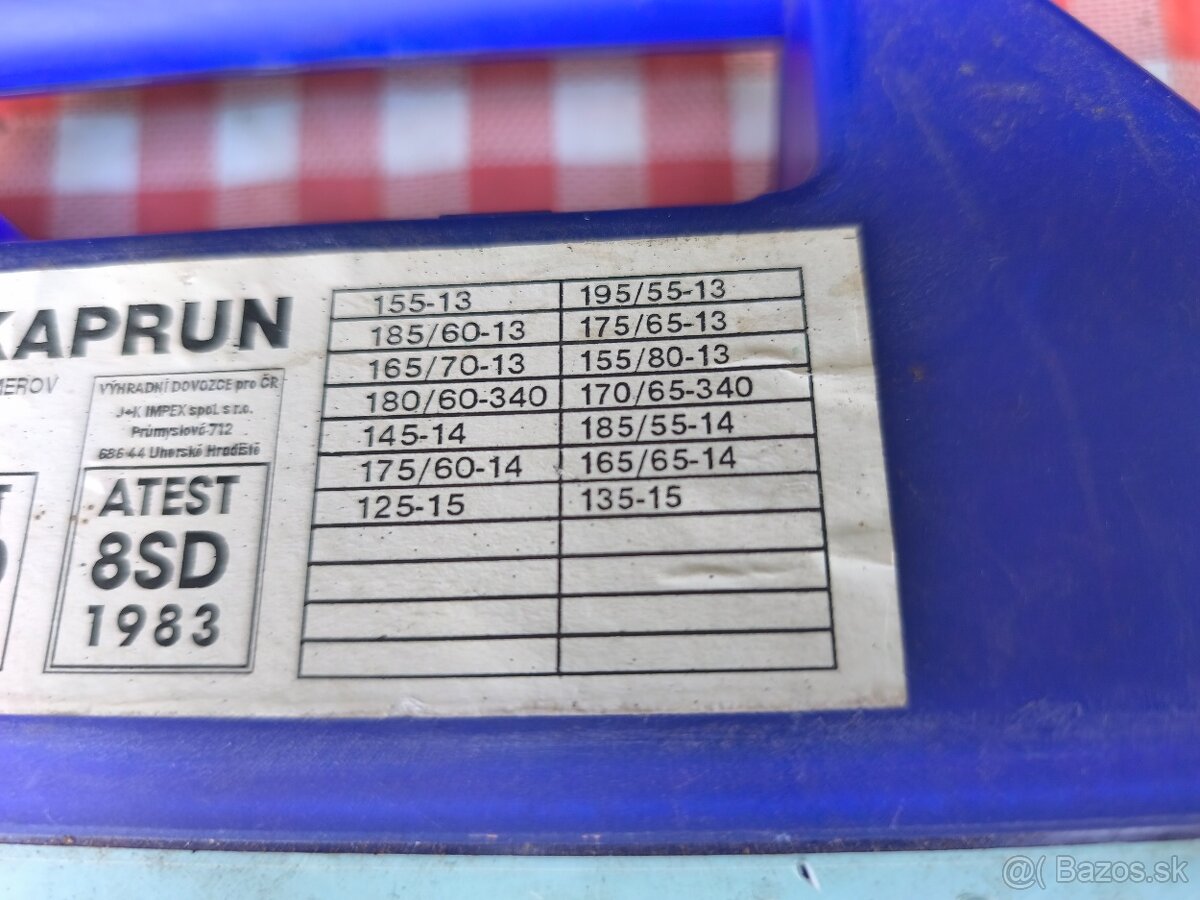 KAPRUN
MEROV
VÝHRADNÍ DOVOZCE pro ČR
J+K IMPEX spol. s r.o.
Průmyslová 712
686 44 Uherské Hradiště
ATEST
8SD
1983
155-13 195/55-13
185/60-13 175/65-13
165/70-13 155/80-13
180/60-340 170/65-340
145-14 185/55-14
175/60-14 165/65-14
125-15 135-15
@( Bazos.sk